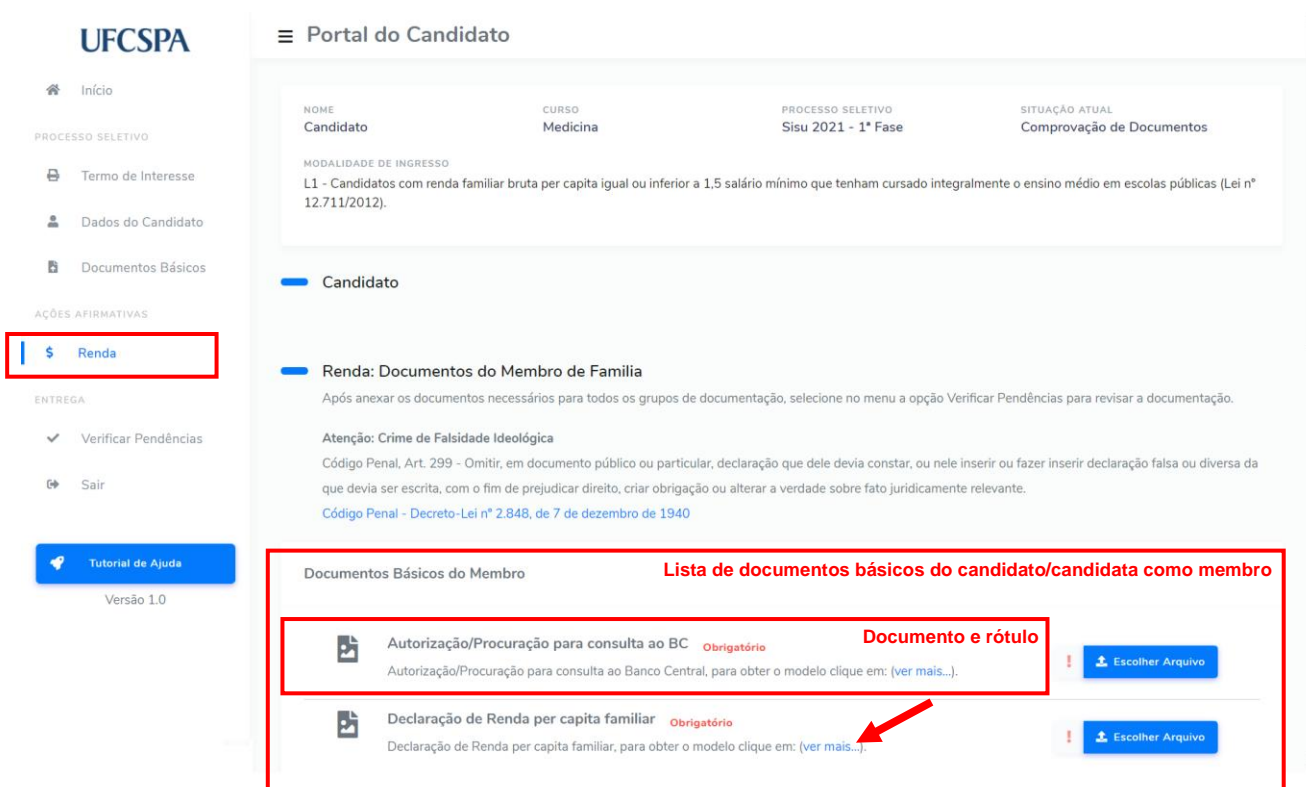 UFCSPA
Início
PROCESSO SELETIVO
Termo de Interesse
Dados do Candidato
Documentos Básicos
AÇÕES AFIRMATIVAS
$ Renda
ENTREGA
Verificar Pendências
Sair
Tutorial de Ajuda
Versão 1.0
Portal do Candidato
NOME
Candidato
CURSO
Medicina
PROCESSO SELETIVO
Sisu 2021 - 1ª Fase
SITUAÇÃO ATUAL
Comprovação de Documentos
MODALIDADE DE INGRESSO
L1 - Candidatos com renda familiar bruta per capita igual ou inferior a 1,5 salário mínimo que tenham cursado integralmente o ensino médio em escolas públicas (Lei nº
12.711/2012).
Candidato
Renda: Documentos do Membro de Familia
Após anexar os documentos necessários para todos os grupos de documentação, selecione no menu a opção Verificar Pendências para revisar a documentação.
Atenção: Crime de Falsidade Ideológica
Código Penal, Art. 299 - Omitir, em documento público ou particular, declaração que dele devia constar, ou nele inserir ou fazer inserir declaração falsa ou diversa da
que devia ser escrita, com o fim de prejudicar direito, criar obrigação ou alterar a verdade sobre fato juridicamente relevante.
Código Penal - Decreto-Lei nº 2.848, de 7 de dezembro de 1940
Documentos Básicos do Membro
Lista de documentos básicos do candidato/candidata como membro
Autorização/Procuração para consulta ao BC Obrigatório
Documento e rótulo
Autorização/Procuração para consulta ao Banco Central, para obter o modelo clique em: (ver mais...).
! Escolher Arquivo
Declaração de Renda per capita familiar Obrigatório
Declaração de Renda per capita familiar, para obter o modelo clique em: (ver mais...).
! Escolher Arquivo